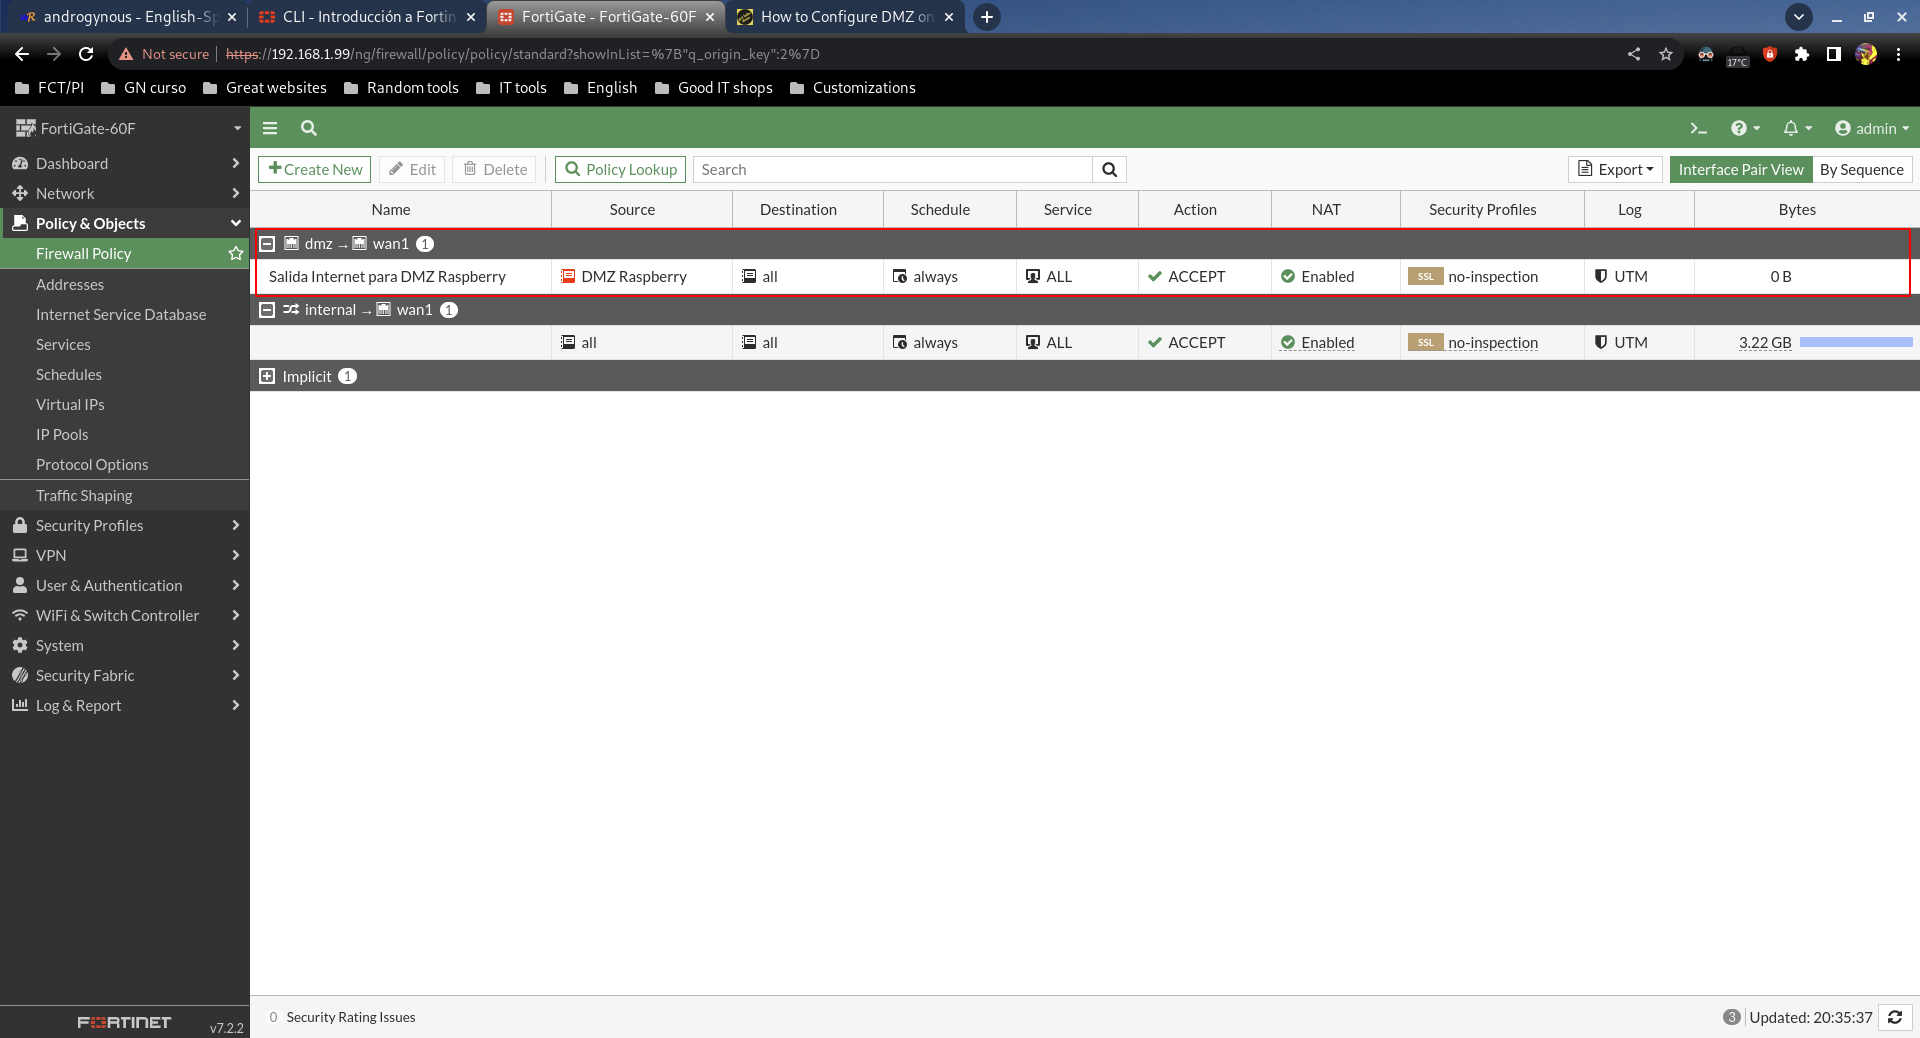 androgynous - English-Sp
CLI - Introducción a Fortin
FortiGate - FortiGate-60F
How to Configure DMZ on
Not secure
https://192.168.1.99/ng/firewall/policy/policy/standard?showInList=%7B"q_origin_key":2%7D
17°C
FCT/PI
GN curso
Great websites
Random tools
IT tools
English
Good IT shops
Customizations
FortiGate-60F
admin
Dashboard
Network
Policy & Objects
Firewall Policy
Addresses
Internet Service Database
Services
Schedules
Virtual IPs
IP Pools
Protocol Options
Traffic Shaping
Security Profiles
VPN
User & Authentication
WiFi & Switch Controller
System
Security Fabric
Log & Report
FORTINET
v7.2.2
Create New
Edit
Delete
Policy Lookup
Search
Export
Interface Pair View
By Sequence
Name Source Destination Schedule Service Action NAT Security Profiles Log Bytes
dmz → wan1 1
Salida Internet para DMZ Raspberry DMZ Raspberry all always ALL ACCEPT Enabled SSL no-inspection UTM 0 B
internal → wan1 1
all all always ALL ACCEPT Enabled SSL no-inspection UTM 3.22 GB
Implicit 1
0 Security Rating Issues
3 Updated: 20:35:37